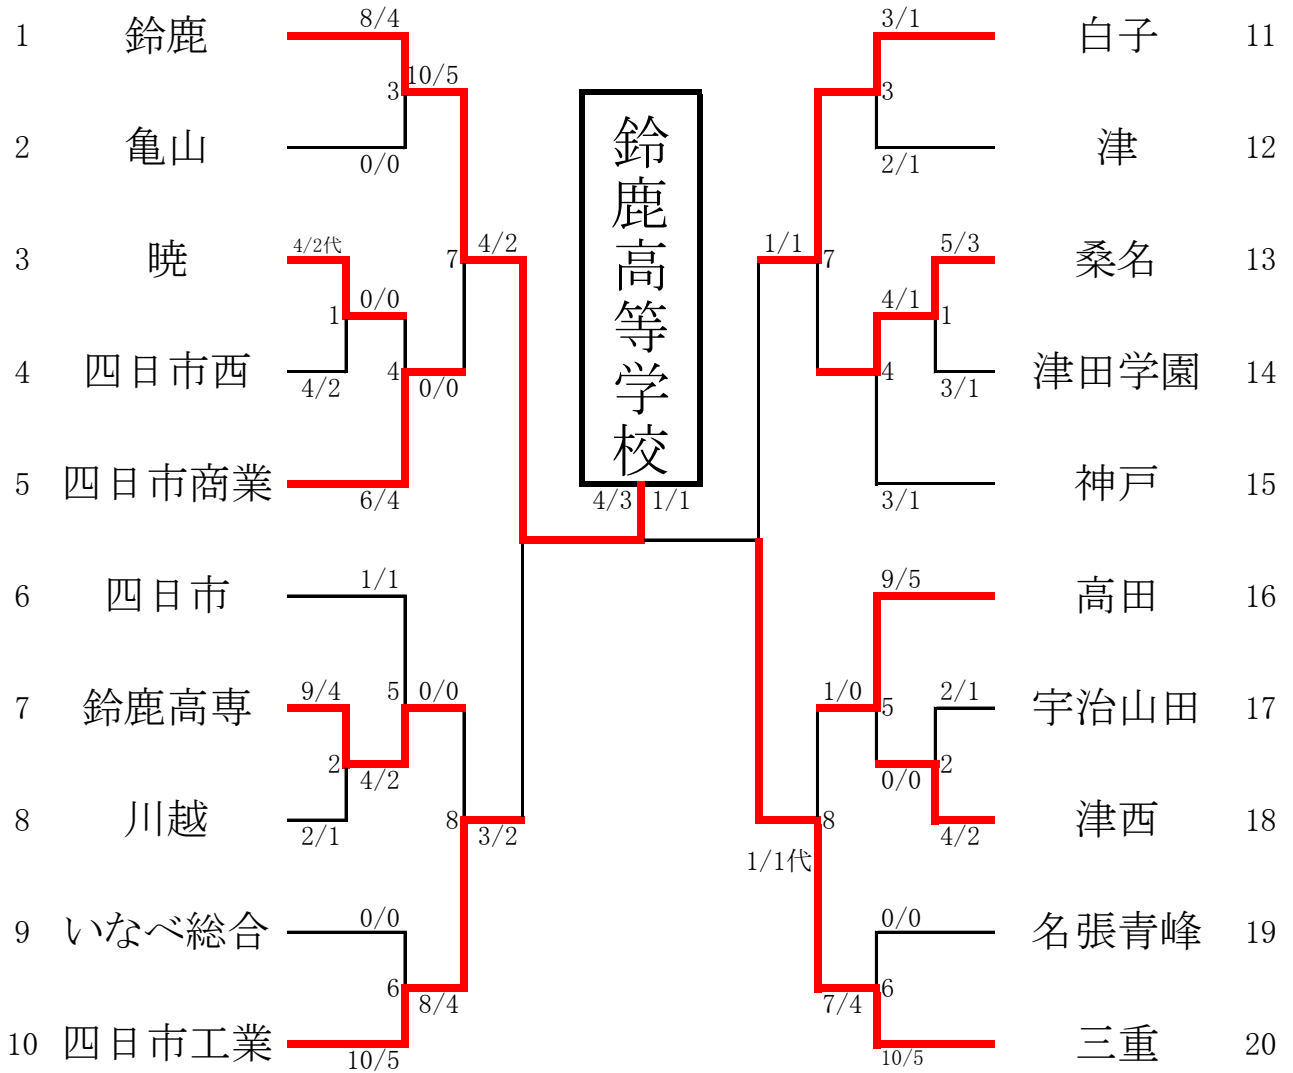 8/4
3/1
1 鈴鹿
白子 11
10/5
3
3
0/0
2/1
2 亀山
津 12
鈴鹿高等学校
4/2代
7 4/2
1/1 7
5/3
3 暁
桑名 13
0/0
4/1
1
1
4 四日市西
津田学園 14
4/2
4 0/0
4
3/1
5 四日市商業
神戸 15
6/4
4/3 1/1
3/1
1/1
9/5
6 四日市
高田 16
9/4
5 0/0
1/0 5
2/1
7 鈴鹿高専
宇治山田 17
2 4/2
0/0 2
8 川越
津西 18
2/1
8 3/2
8
4/2
1/1代
0/0
0/0
9 いなべ総合
名張青峰 19
6 8/4
7/4 6
10 四日市工業
三重 20
10/5
10/5